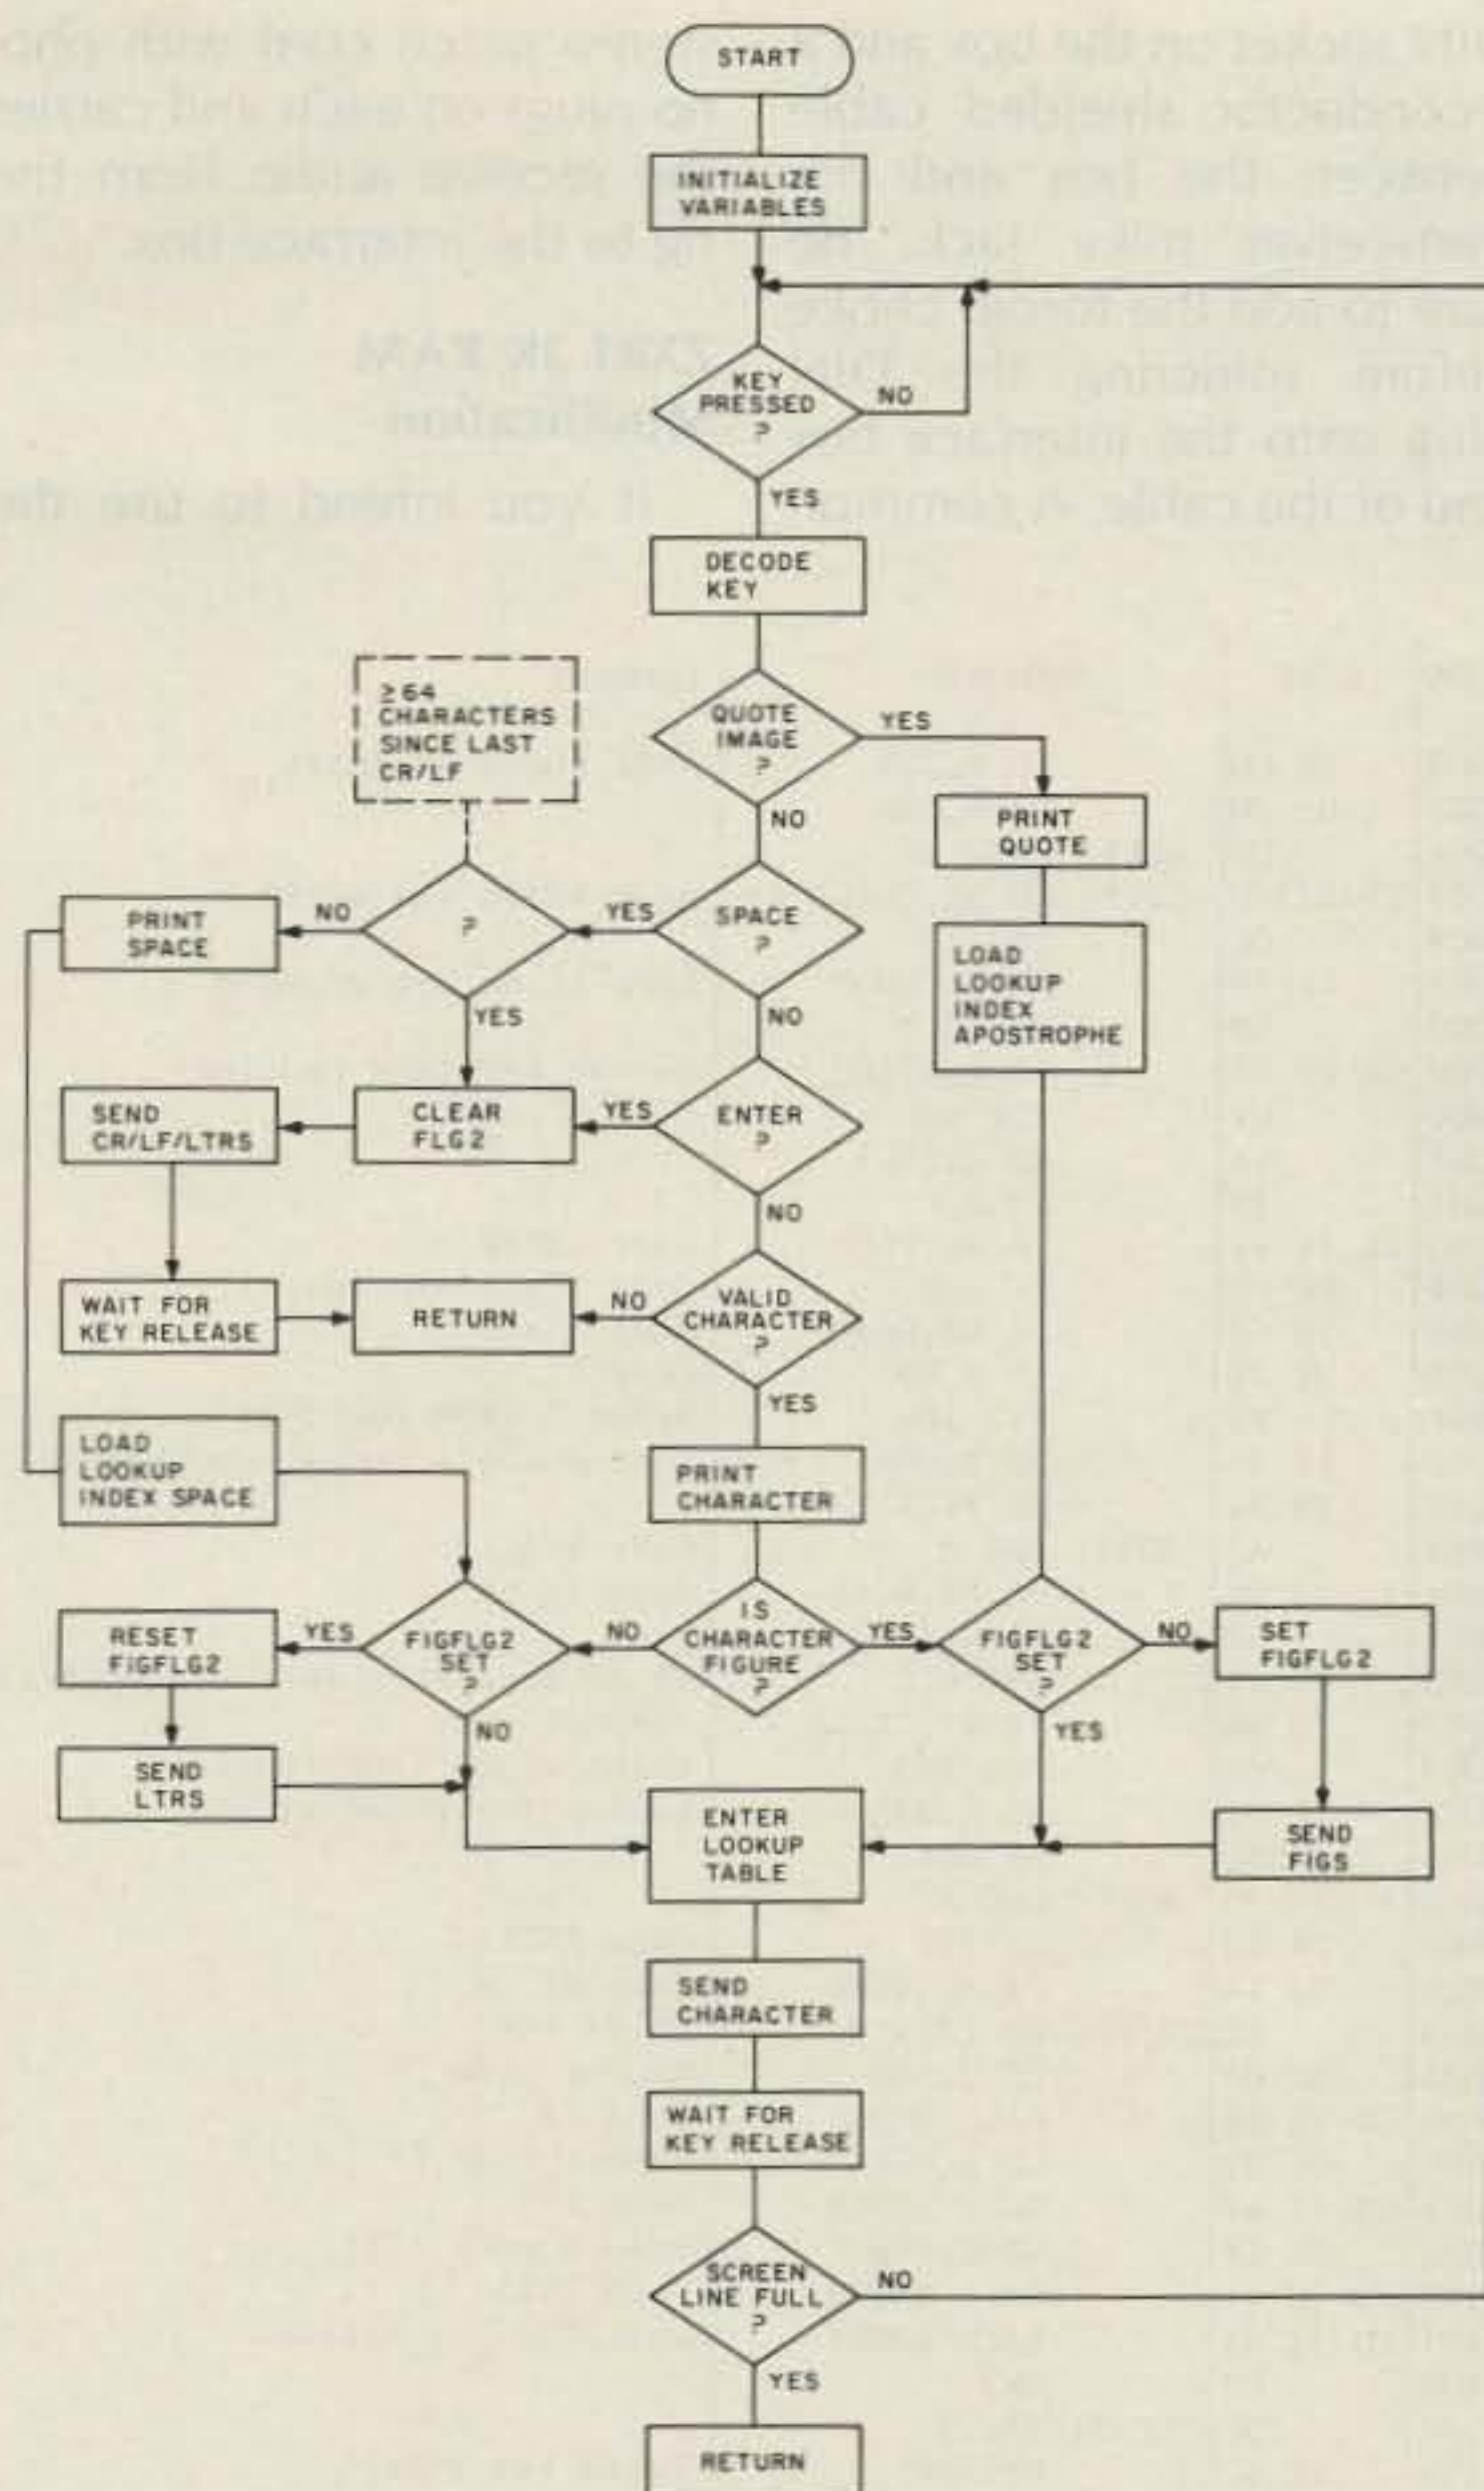 START
INITIALIZE
VARIABLES
KEY
PRESSED
?
NO
YES
DECODE
KEY
≥64
CHARACTERS
SINCE LAST
CR/LF
QUOTE
IMAGE
?
YES
NO
PRINT
QUOTE
PRINT
SPACE
NO
?
YES
SPACE
?
LOAD
LOOKUP
INDEX
APOSTROPHE
YES
NO
SEND
CR/LF/LTRS
CLEAR
FLG2
YES
ENTER
?
NO
WAIT FOR
KEY RELEASE
RETURN
NO
VALID
CHARACTER
?
YES
LOAD
LOOKUP
INDEX SPACE
PRINT
CHARACTER
RESET
FIGFLG2
YES
FIGFLG2
SET
?
NO
NO
IS
CHARACTER
FIGURE
?
YES
FIGFLG2
SET
?
YES
NO
SET
FIGFLG2
SEND
LTRS
ENTER
LOOKUP
TABLE
SEND
FIGS
SEND
CHARACTER
WAIT FOR
KEY RELEASE
SCREEN
LINE FULL
?
NO
YES
RETURN